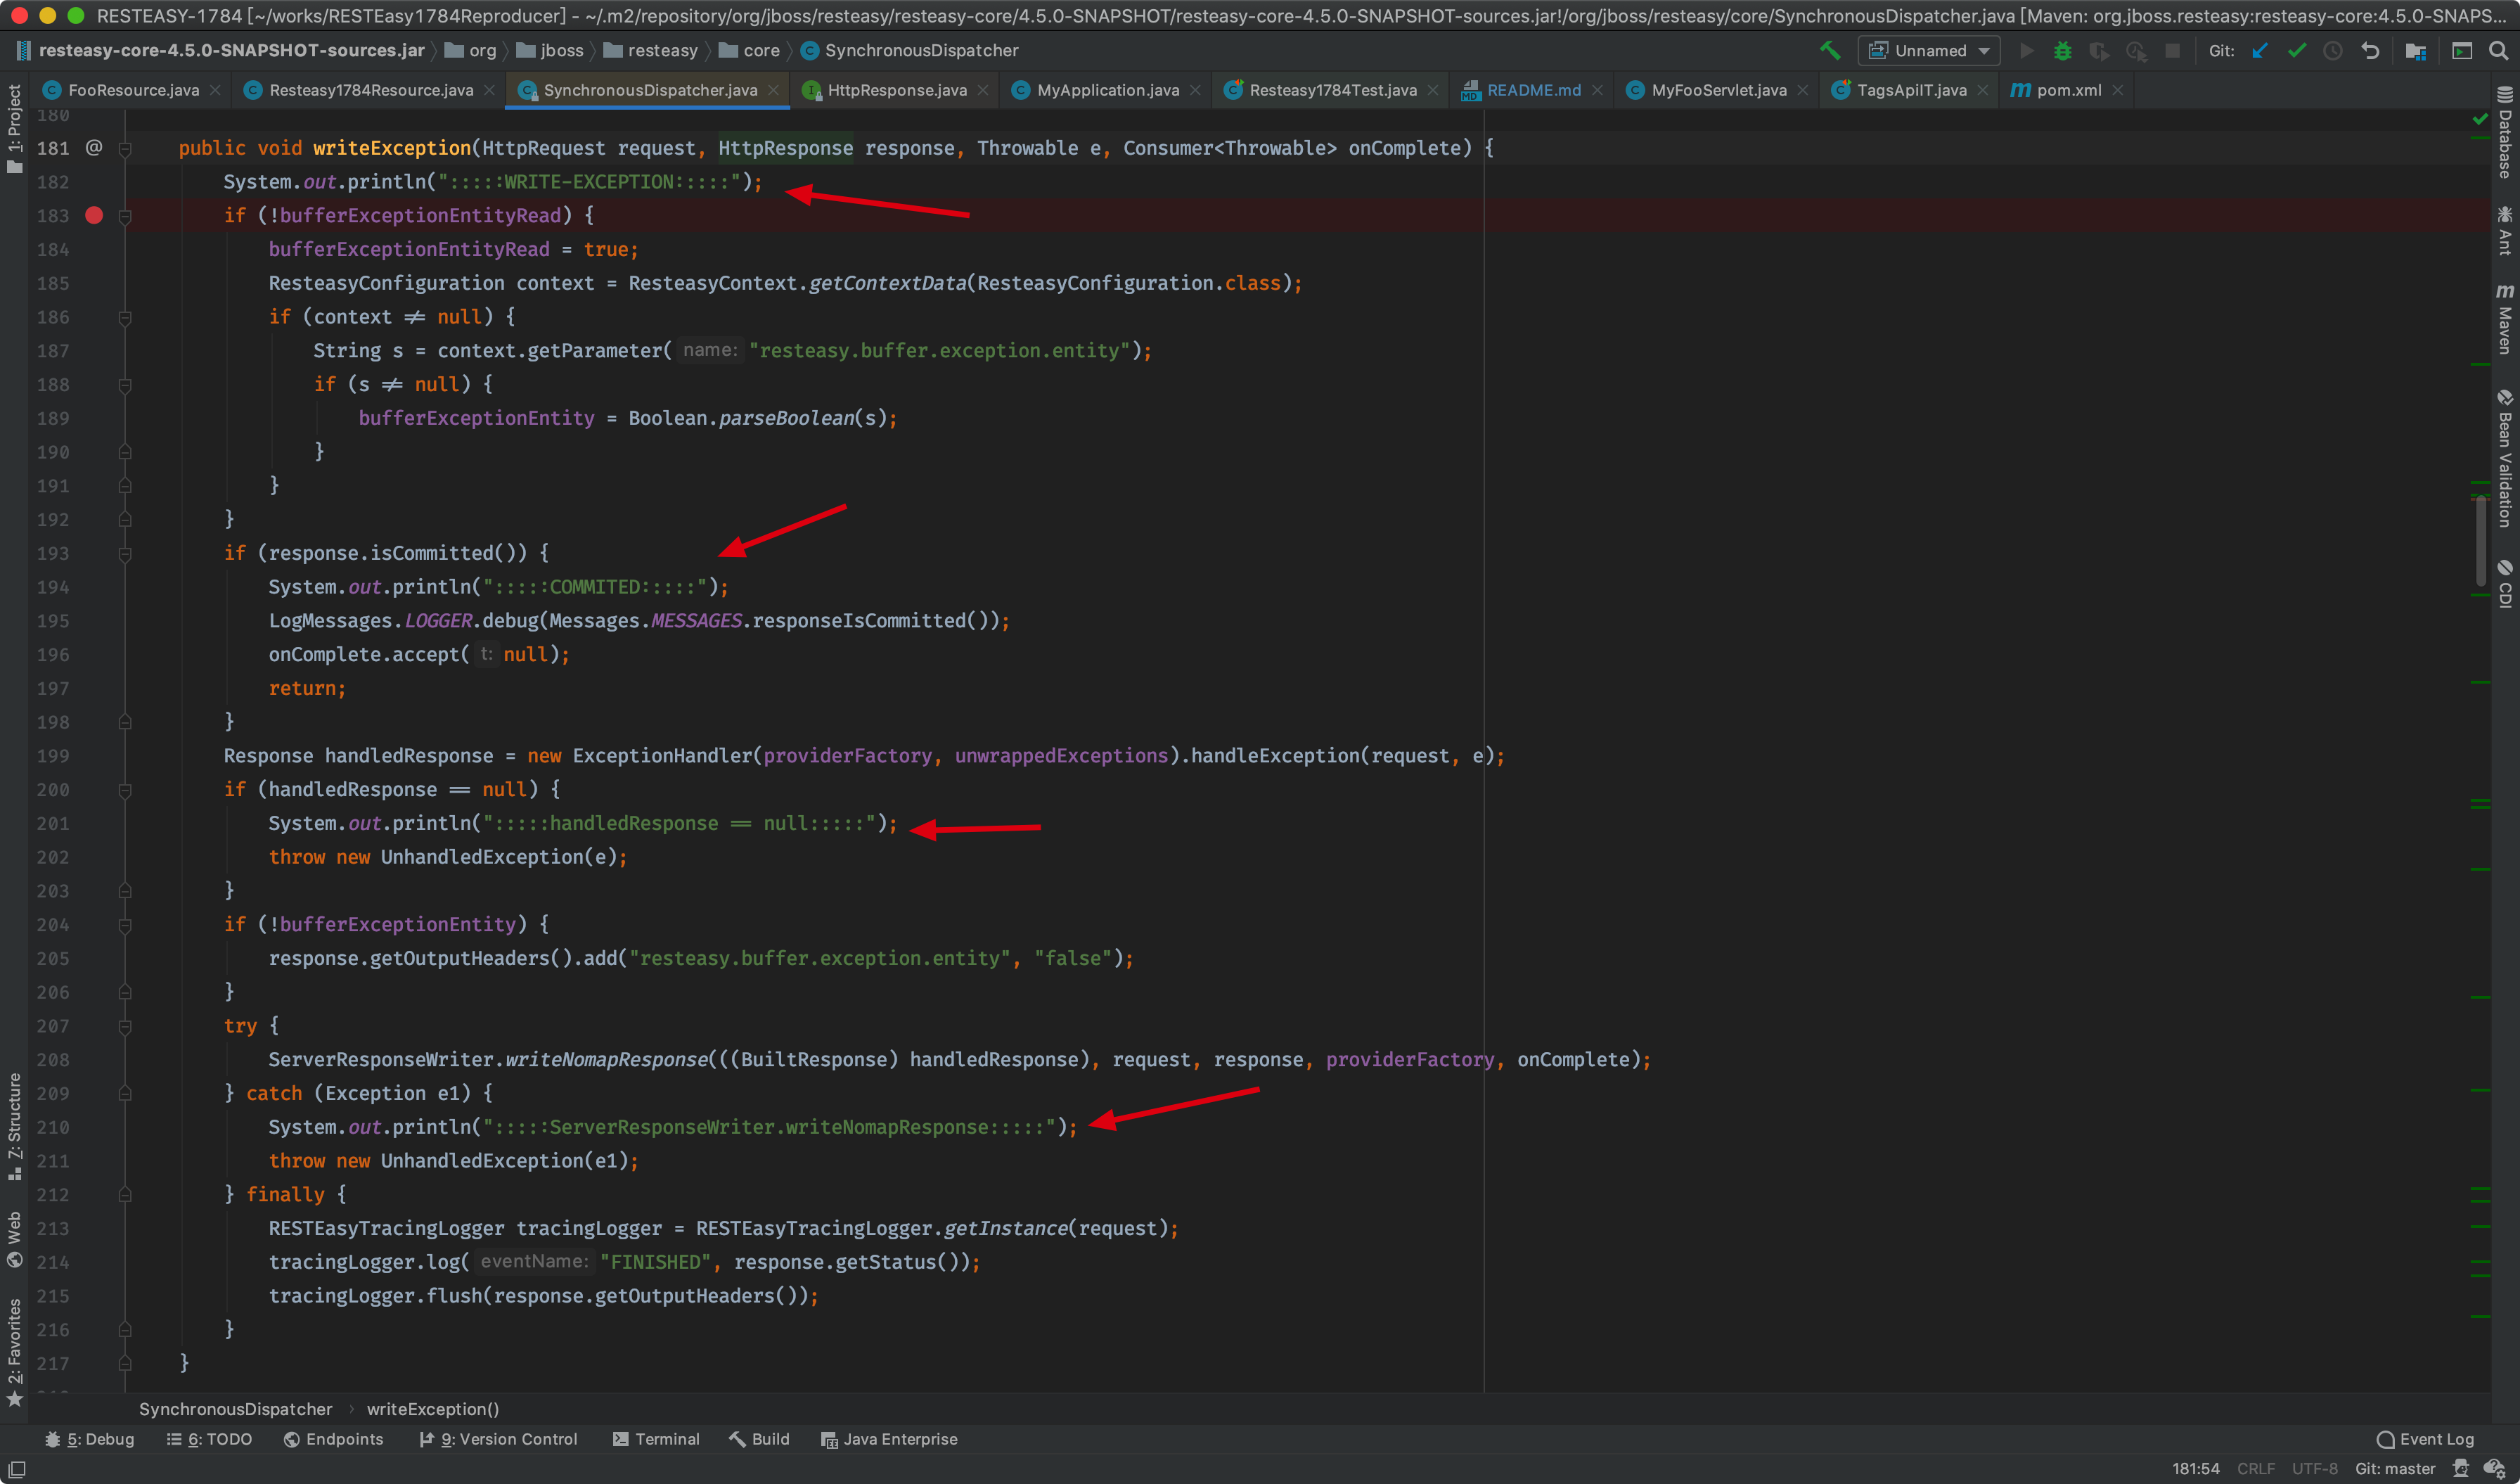 RESTEASY-1784 [~/works/RESTEasy1784Reproducer] - ~/.m2/repository/org/jboss/resteasy/resteasy-core/4.5.0-SNAPSHOT/resteasy-core-4.5.0-SNAPSHOT-sources.jar!/org/jboss/resteasy/core/SynchronousDispatcher.java [Maven: org.jboss.resteasy:resteasy-core:4.5.0-SNAPS...
resteasy-core-4.5.0-SNAPSHOT-sources.jar org jboss resteasy core SynchronousDispatcher Unnamed Git:
FooResource.java Resteasy1784Resource.java SynchronousDispatcher.java HttpResponse.java MyApplication.java Resteasy1784Test.java README.md MyFooServlet.java TagsApiIT.java pom.xml
180
181 @ public void writeException(HttpRequest request, HttpResponse response, Throwable e, Consumer<Throwable> onComplete) {
182 System.out.println(":::::WRITE-EXCEPTION:::::");
183 if (!bufferExceptionEntityRead) {
184 bufferExceptionEntityRead = true;
185 ResteasyConfiguration context = ResteasyContext.getContextData(ResteasyConfiguration.class);
186 if (context ≠ null) {
187 String s = context.getParameter( name: "resteasy.buffer.exception.entity");
188 if (s ≠ null) {
189 bufferExceptionEntity = Boolean.parseBoolean(s);
190 }
191 }
192 }
193 if (response.isCommitted()) {
194 System.out.println(":::::COMMITED:::::");
195 LogMessages.LOGGER.debug(Messages.MESSAGES.responseIsCommitted());
196 onComplete.accept( t: null);
197 return;
198 }
199 Response handledResponse = new ExceptionHandler(providerFactory, unwrappedExceptions).handleException(request, e);
200 if (handledResponse == null) {
201 System.out.println(":::::handledResponse == null:::::");
202 throw new UnhandledException(e);
203 }
204 if (!bufferExceptionEntity) {
205 response.getOutputHeaders().add("resteasy.buffer.exception.entity", "false");
206 }
207 try {
208 ServerResponseWriter.writeNomapResponse(((BuiltResponse) handledResponse), request, response, providerFactory, onComplete);
209 } catch (Exception e1) {
210 System.out.println(":::::ServerResponseWriter.writeNomapResponse:::::");
211 throw new UnhandledException(e1);
212 } finally {
213 RESTEasyTracingLogger tracingLogger = RESTEasyTracingLogger.getInstance(request);
214 tracingLogger.log( eventName: "FINISHED", response.getStatus());
215 tracingLogger.flush(response.getOutputHeaders());
216 }
217 }
1: Project
7: Structure
Web
2: Favorites
Database
Ant
m Maven
Bean Validation
CDI
SynchronousDispatcher writeException()
5: Debug 6: TODO Endpoints 9: Version Control Terminal Build Java Enterprise Event Log
181:54 CRLF UTF-8 Git: master